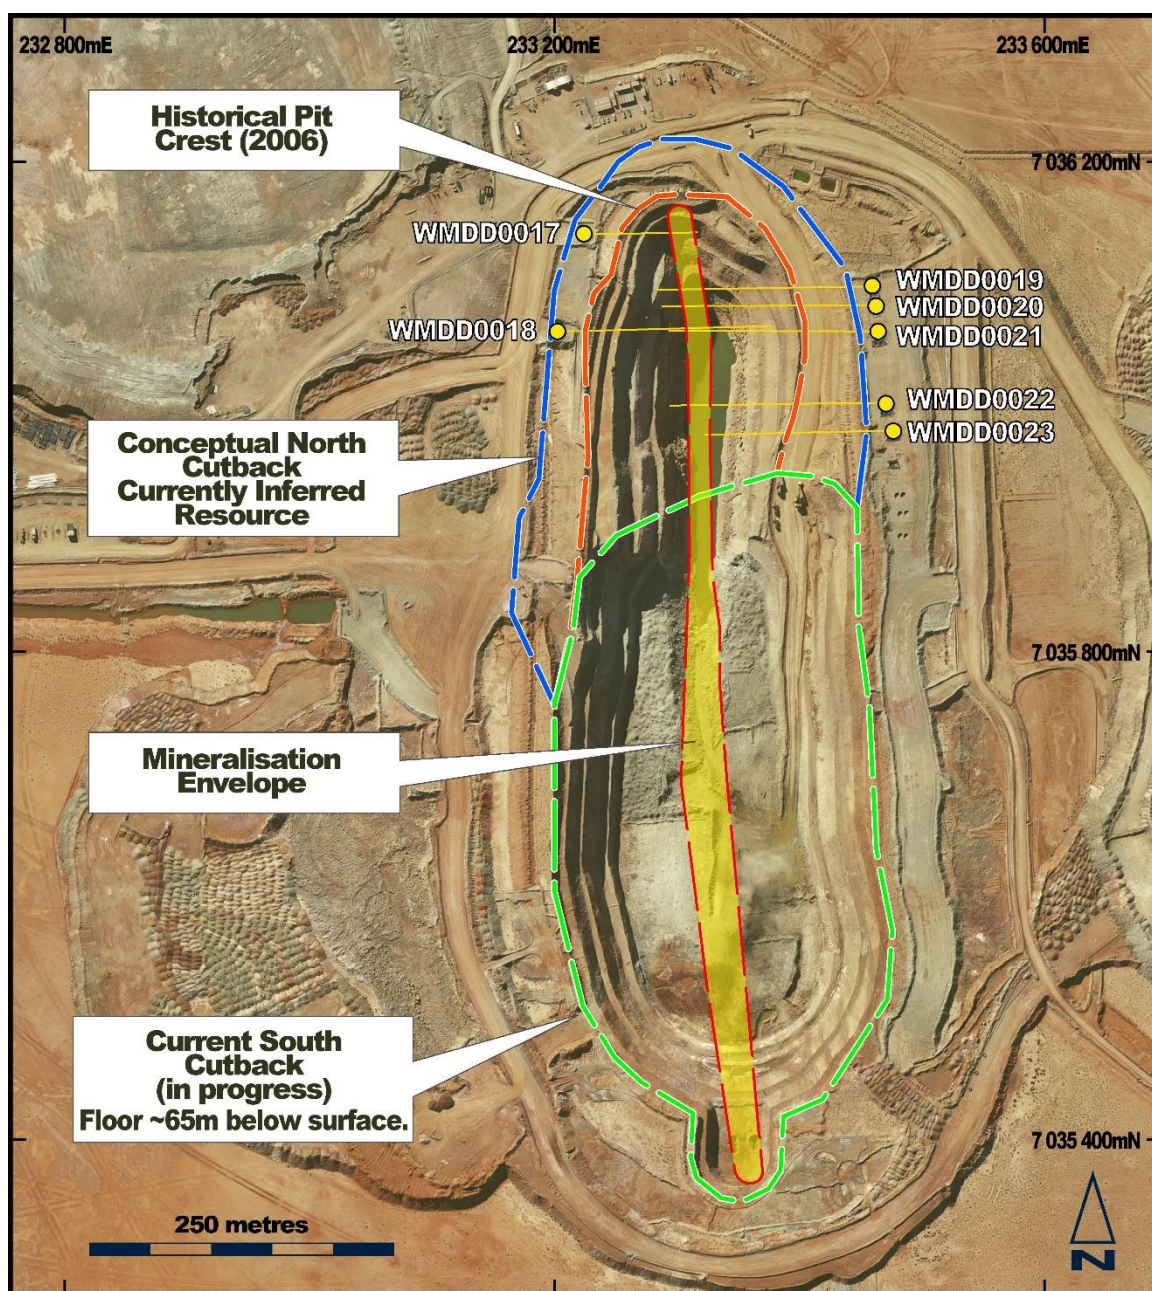 232 800mE
233 200mE
233 600mE
Historical Pit
Crest (2006)
7 036 200mN
WMDD0017
WMDD0019
WMDD0020
WMDD0018
WMDD0021
WMDD0022
WMDD0023
Conceptual North
Cutback
Currently Inferred
Resource
7 035 800mN
Mineralisation
Envelope
Current South
Cutback
(in progress)
Floor ~65m below surface.
7 035 400mN
250 metres
N